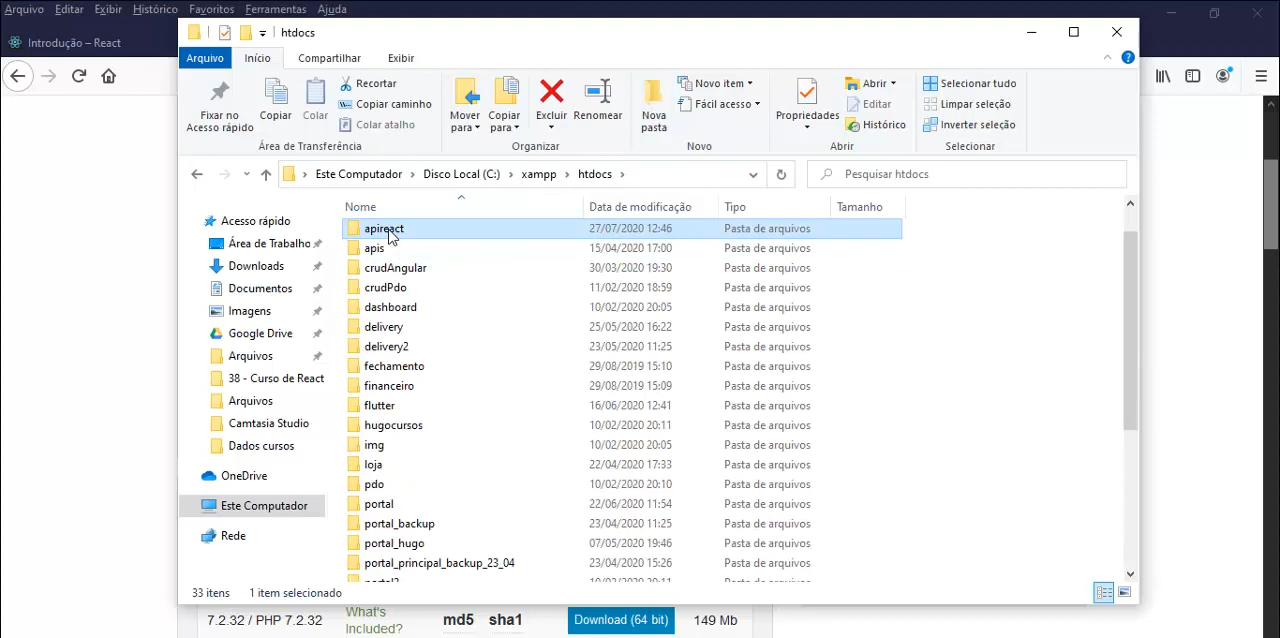 Arquivo Editar Exibir Histórico Favoritos Ferramentas Ajuda
Introdução – React
htdocs
Arquivo Início Compartilhar Exibir
Fixar no Acesso rápido
Copiar
Colar
Recortar
Copiar caminho
Colar atalho
Mover para
Copiar para
Excluir
Renomear
Nova pasta
Novo item
Fácil acesso
Propriedades
Abrir
Editar
Histórico
Selecionar tudo
Limpar seleção
Inverter seleção
Área de Transferência Organizar Novo Abrir Selecionar
Este Computador Disco Local (C:) xampp htdocs
Pesquisar htdocs
Acesso rápido
Área de Trabalho
Downloads
Documentos
Imagens
Google Drive
Arquivos
38 - Curso de React
Arquivos
Camtasia Studio
Dados cursos
OneDrive
Este Computador
Rede
Nome Data de modificação Tipo Tamanho
apireact 27/07/2020 12:46 Pasta de arquivos
apis 15/04/2020 17:00 Pasta de arquivos
crudAngular 30/03/2020 19:30 Pasta de arquivos
crudPdo 11/02/2020 18:59 Pasta de arquivos
dashboard 10/02/2020 20:05 Pasta de arquivos
delivery 25/05/2020 16:22 Pasta de arquivos
delivery2 23/05/2020 11:25 Pasta de arquivos
fechamento 29/08/2019 15:10 Pasta de arquivos
financeiro 29/08/2019 15:09 Pasta de arquivos
flutter 16/06/2020 12:41 Pasta de arquivos
hugocursos 10/02/2020 20:11 Pasta de arquivos
img 10/02/2020 20:05 Pasta de arquivos
loja 22/04/2020 17:33 Pasta de arquivos
pdo 10/02/2020 20:10 Pasta de arquivos
portal 22/06/2020 11:54 Pasta de arquivos
portal_backup 23/04/2020 11:25 Pasta de arquivos
portal_hugo 07/05/2020 19:46 Pasta de arquivos
portal_principal_backup_23_04 23/04/2020 15:26 Pasta de arquivos
33 itens 1 item selecionado
7.2.32 / PHP 7.2.32 What's Included? md5 sha1 Download (64 bit) 149 Mb